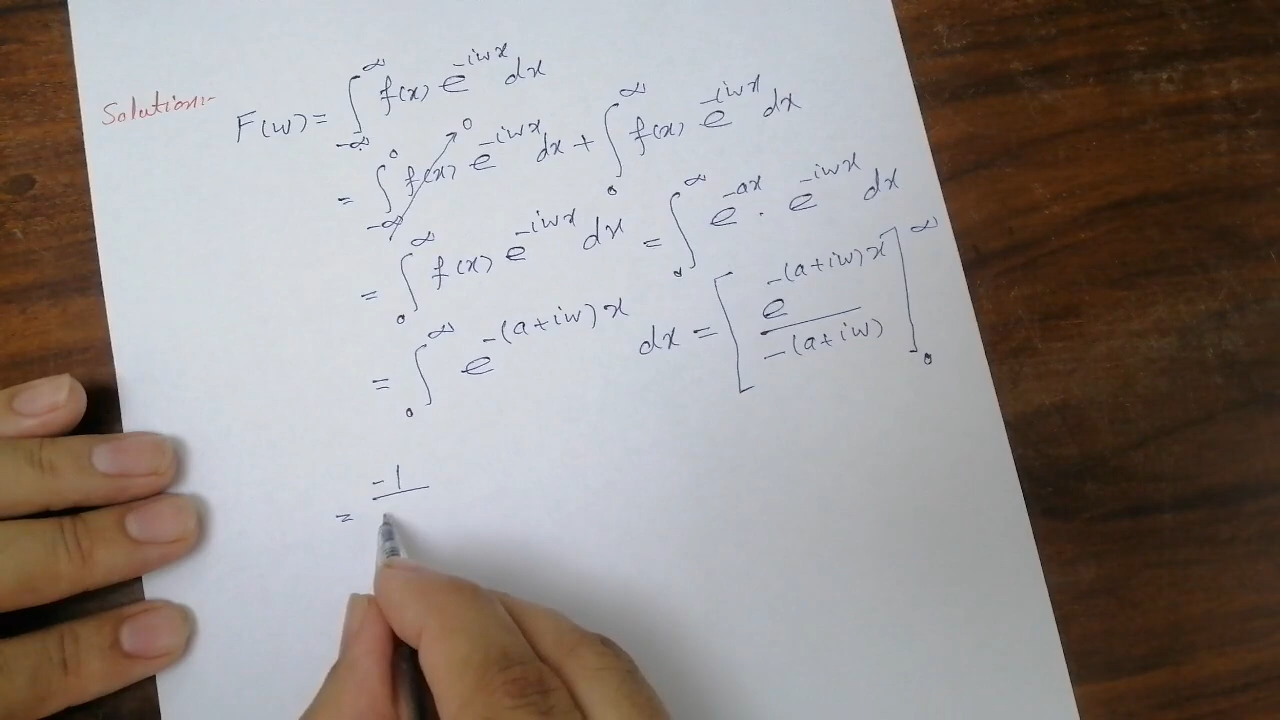 Solution:-
F(w) = ∫_{-∞}^{∞} f(x) e^{-iwx} dx
= ∫_{-∞}^{0} f(x) e^{-iwx} dx + ∫_{0}^{∞} f(x) e^{-iwx} dx
= ∫_{0}^{∞} f(x) e^{-iwx} dx = ∫_{0}^{∞} e^{-ax} . e^{-iwx} dx
= ∫_{0}^{∞} e^{-(a+iw)x} dx = [e^{-(a+iw)x} / -(a+iw)]_{0}^{∞}
= -1